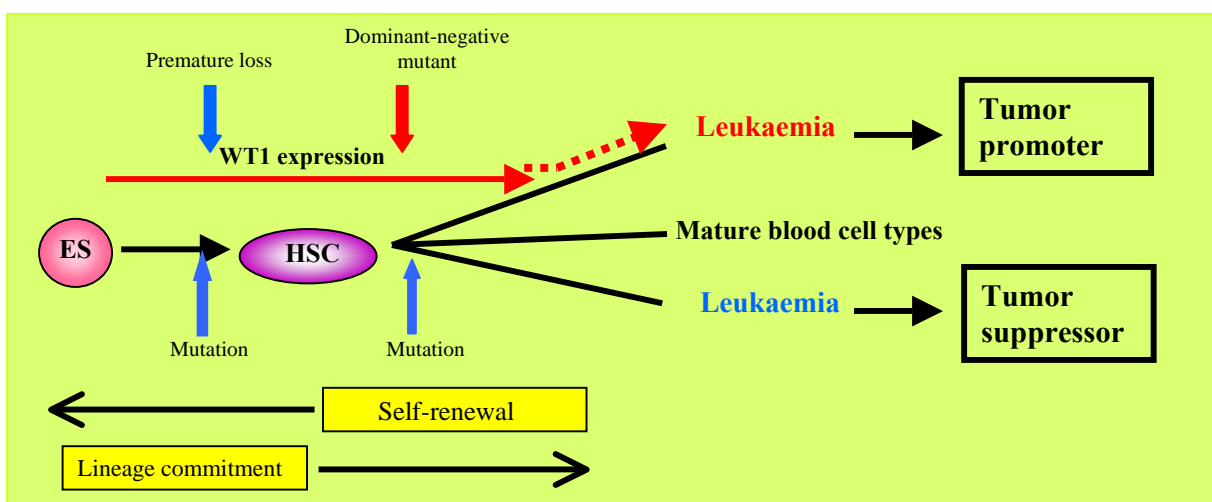 Premature loss
Dominant-negative
mutant
WT1 expression
ES
HSC
Mutation
Mutation
Leukaemia
Tumor
promoter
Mature blood cell types
Leukaemia
Tumor
suppressor
Self-renewal
Lineage commitment